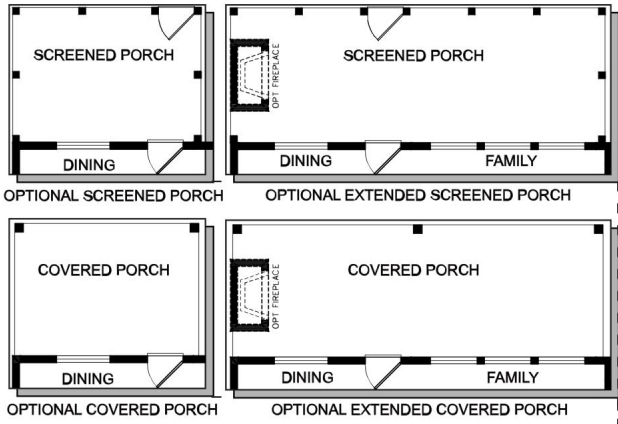 SCREENED PORCH
DINING
OPTIONAL SCREENED PORCH
SCREENED PORCH
OPT FIREPLACE
DINING
FAMILY
OPTIONAL EXTENDED SCREENED PORCH
COVERED PORCH
DINING
OPTIONAL COVERED PORCH
COVERED PORCH
OPT FIREPLACE
DINING
FAMILY
OPTIONAL EXTENDED COVERED PORCH